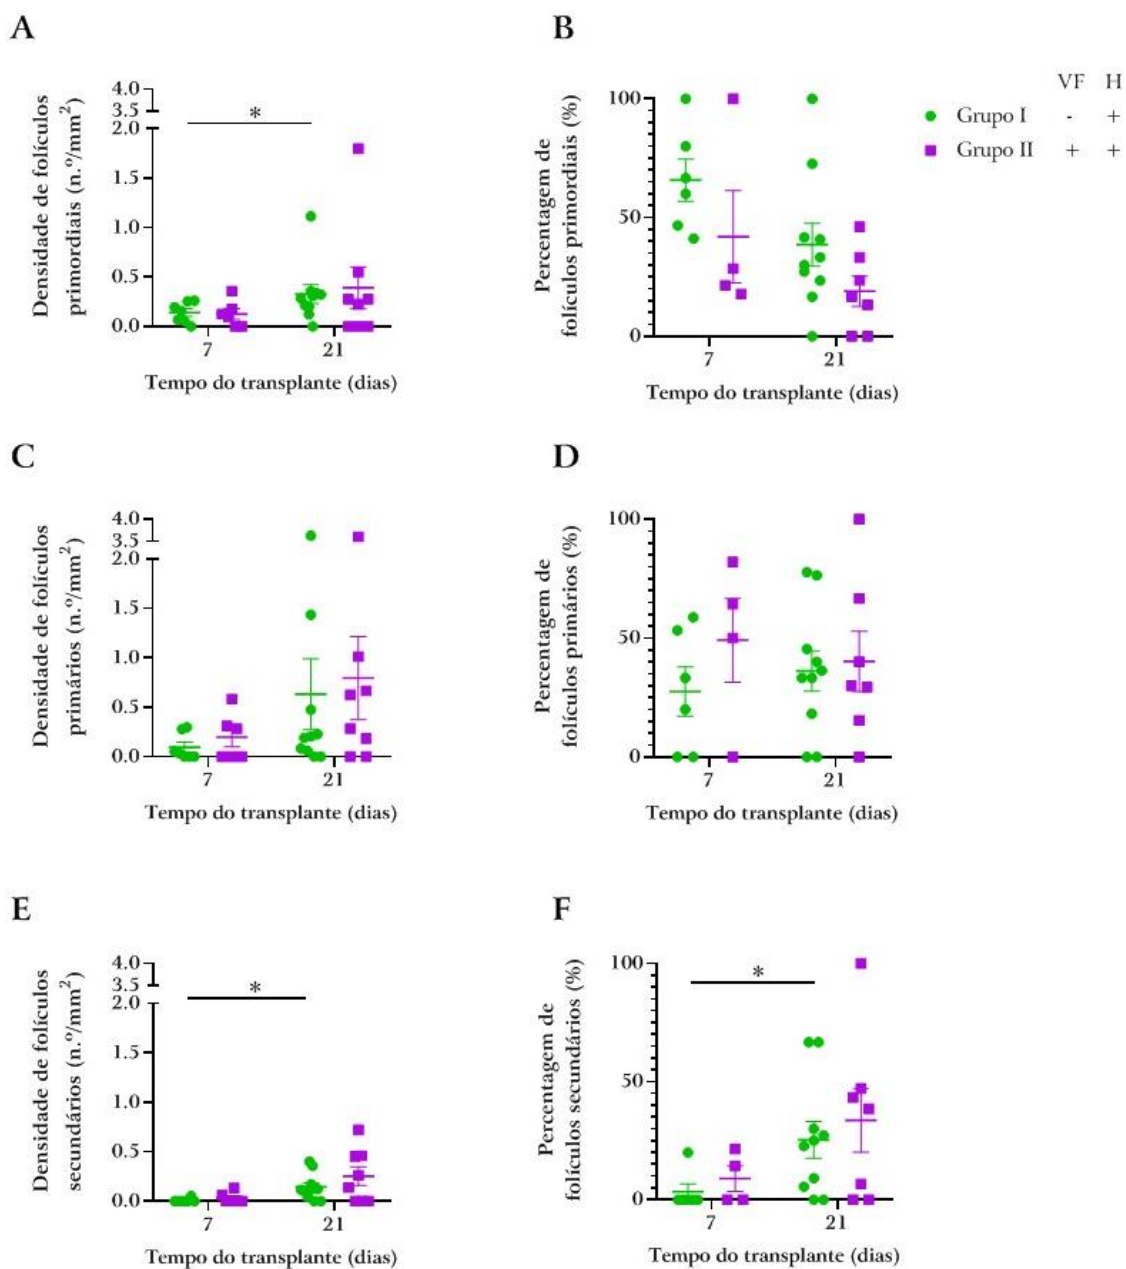 A
Densidade de folículos
primordiais (n.º/mm²)
4.0
3.5
2.0
1.5
1.0
0.5
0.0
*
7
21
Tempo do transplante (dias)
B
Percentagem de
folículos primordiais (%)
100
50
0
7
21
Tempo do transplante (dias)
VF H
Grupo I - +
Grupo II + +
C
Densidade de folículos
primários (n.º/mm²)
4.0
3.5
2.0
1.5
1.0
0.5
0.0
7
21
Tempo do transplante (dias)
D
Percentagem de
folículos primários (%)
100
50
0
7
21
Tempo do transplante (dias)
E
Densidade de folículos
secundários (n.º/mm²)
4.0
3.5
2.0
1.5
1.0
0.5
0.0
*
7
21
Tempo do transplante (dias)
F
Percentagem de
folículos secundários (%)
100
50
0
*
7
21
Tempo do transplante (dias)